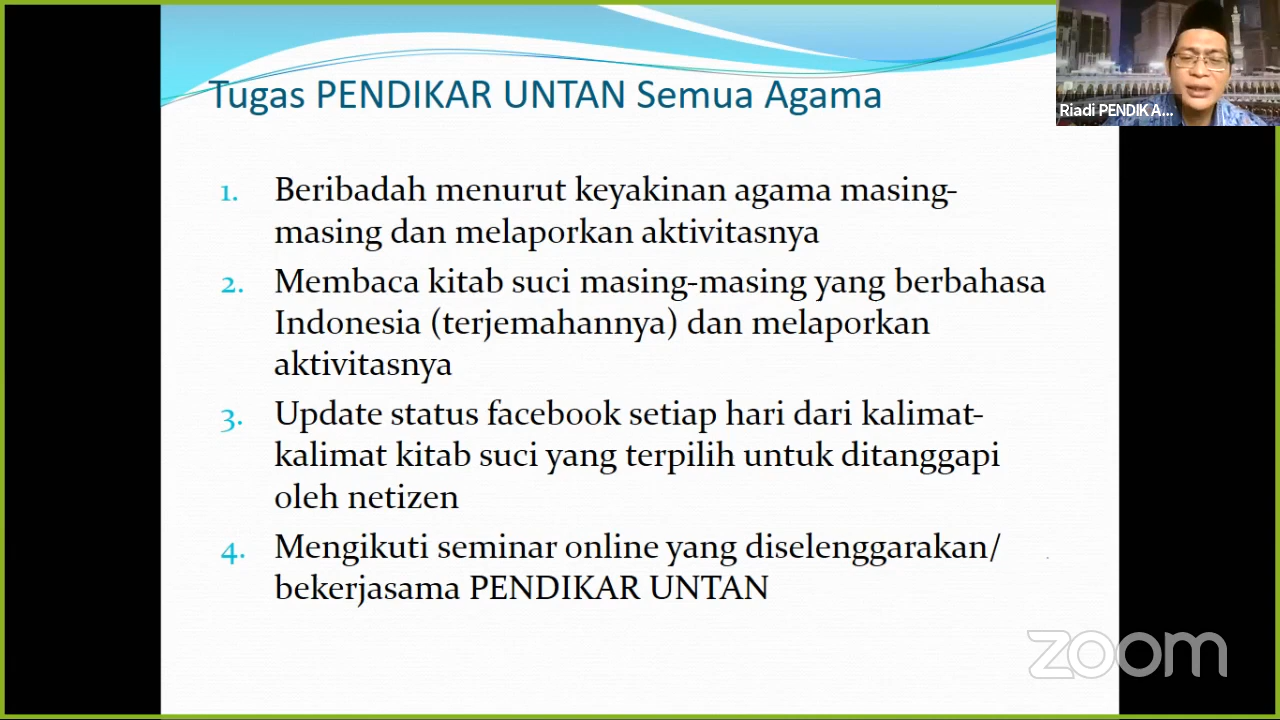 Tugas PENDIKAR UNTAN Semua Agama
Riadi PENDIKA...
1. Beribadah menurut keyakinan agama masing-
masing dan melaporkan aktivitasnya
2. Membaca kitab suci masing-masing yang berbahasa
Indonesia (terjemahannya) dan melaporkan
aktivitasnya
3. Update status facebook setiap hari dari kalimat-
kalimat kitab suci yang terpilih untuk ditanggapi
oleh netizen
4. Mengikuti seminar online yang diselenggarakan/
bekerjasama PENDIKAR UNTAN
zoom